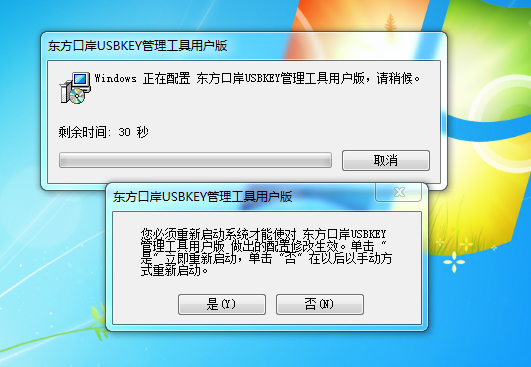 东方口岸USBKEY管理工具用户版
Windows 正在配置 东方口岸USBKEY管理工具用户版，请稍候。
剩余时间: 30 秒
取消
东方口岸USBKEY管理工具用户版
您必须重新启动系统才能使对 东方口岸USBKEY
管理工具用户版 做出的配置修改生效。单击“
是”立即重新启动，单击“否”在以后以手动方
式重新启动。
是(Y)
否(N)